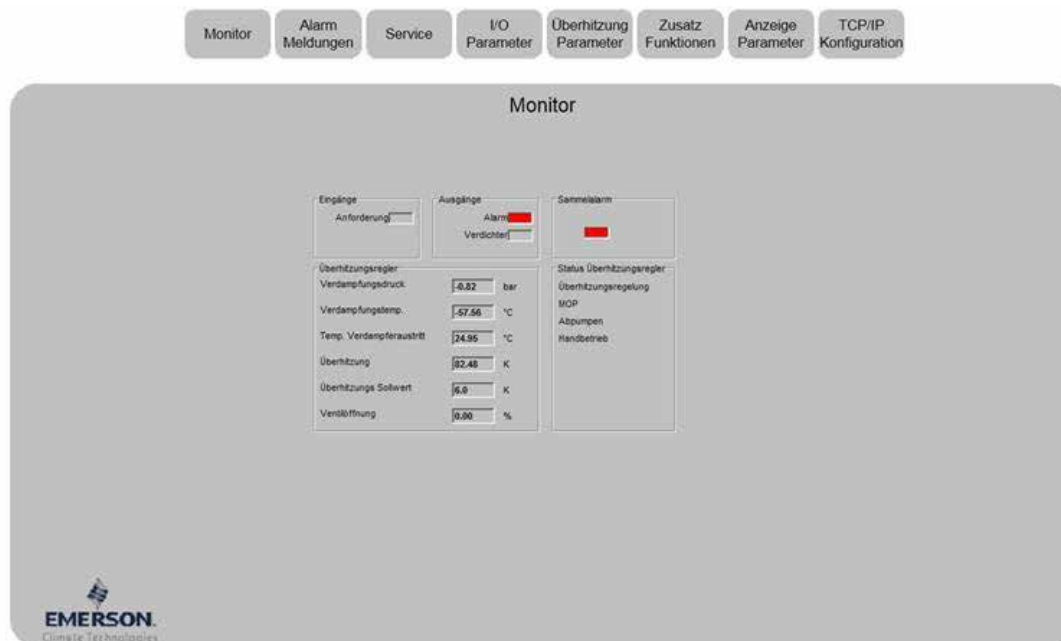 Monitor
Alarm
Meldungen
Service
I/O
Parameter
Überhitzung
Parameter
Zusatz
Funktionen
Anzeige
Parameter
TCP/IP
Konfiguration
Monitor
Eingänge
Anforderung
Ausgänge
Alarm
Verdichter
Sammelalarm
Überhitzungsregler
Verdampfungsdruck -0.82 bar
Verdampfungstemp. -57.56 °C
Temp. Verdampferaustritt 24.95 °C
Überhitzung 82.48 K
Überhitzungs Sollwert 6.0 K
Ventilöffnung 0.00 %
Status Überhitzungsregler
Überhitzungsregelung
MOP
Abpumpen
Handbetrieb
EMERSON.
Climate Technologies